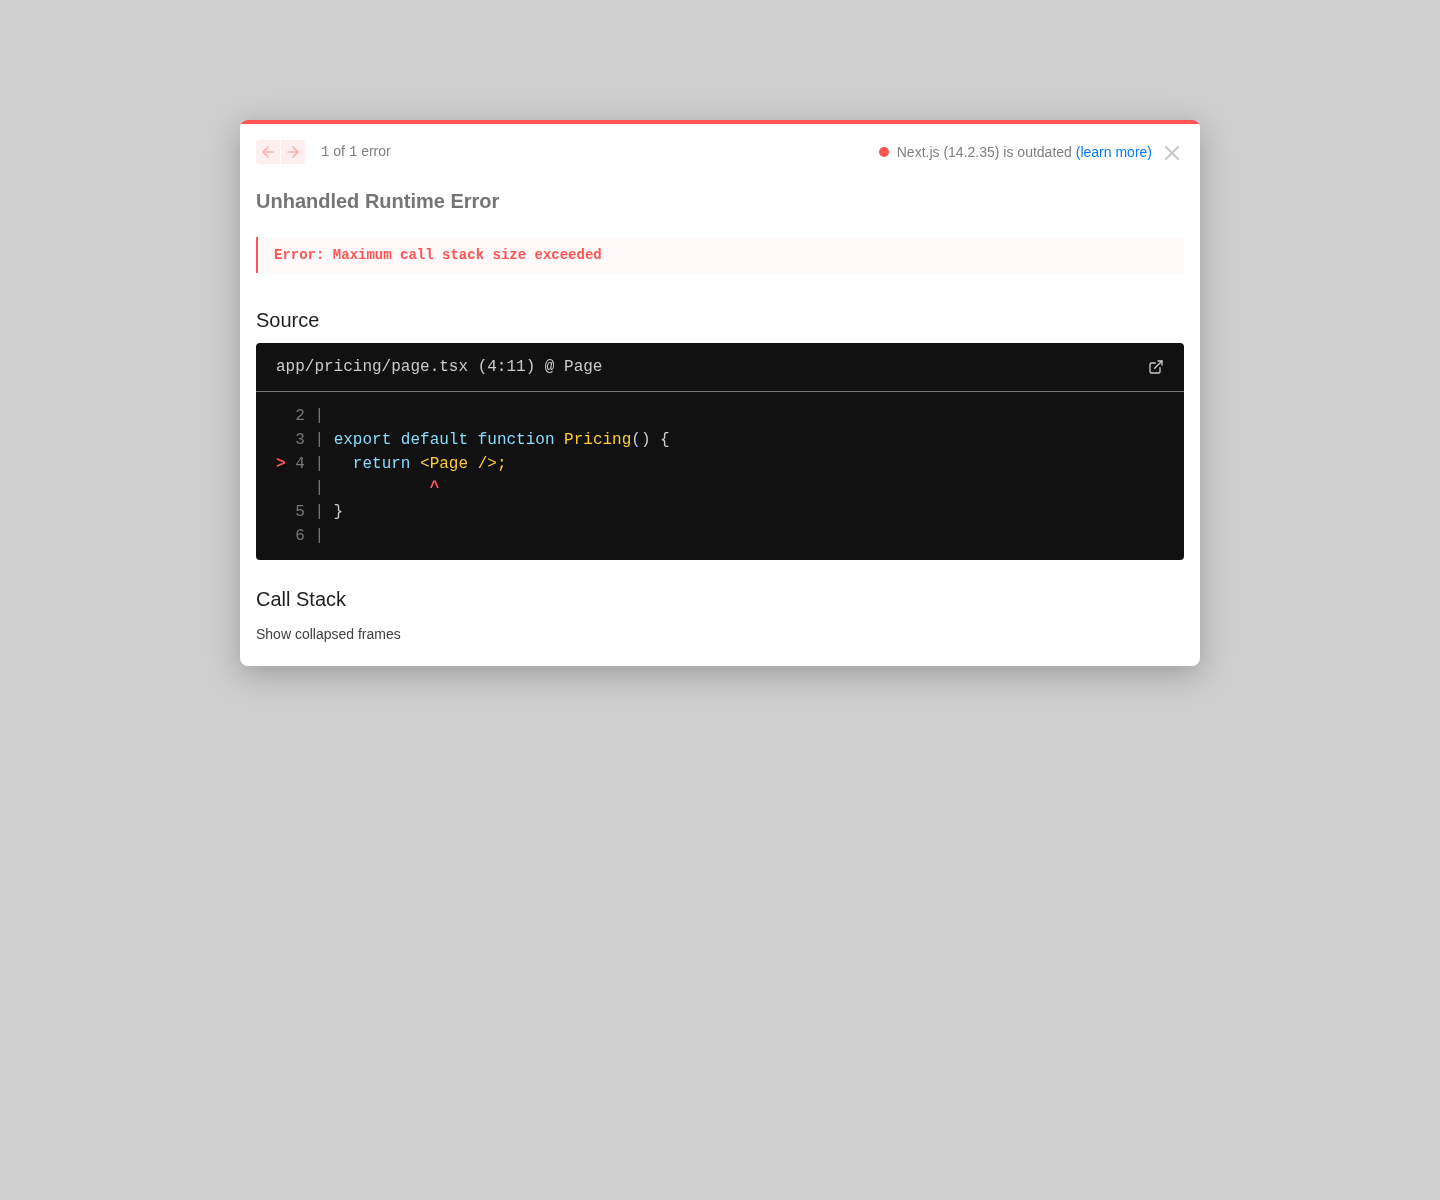 1 of 1 error
Next.js (14.2.35) is outdated (learn more)
Unhandled Runtime Error
Error: Maximum call stack size exceeded
Source
app/pricing/page.tsx (4:11) @ Page
2 |
3 | export default function Pricing() {
> 4 |   return <Page />;
|           ^
5 | }
6 |
Call Stack
Show collapsed frames